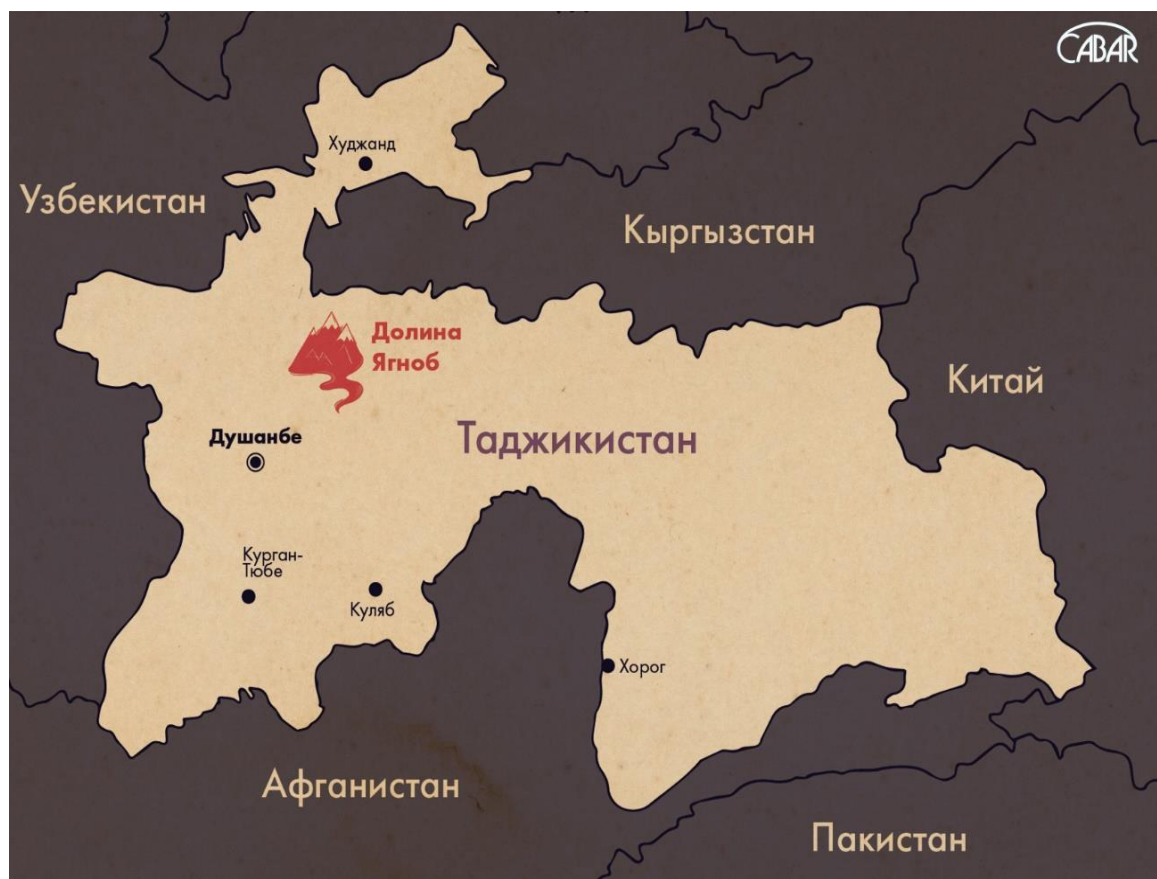 CABAR
Худжанд
Узбекистан
Кыргызстан
Долина
Ягноб
Китай
Душанбе
Таджикистан
Курган-
Тюбе
Куляб
Хорог
Афганистан
Пакистан